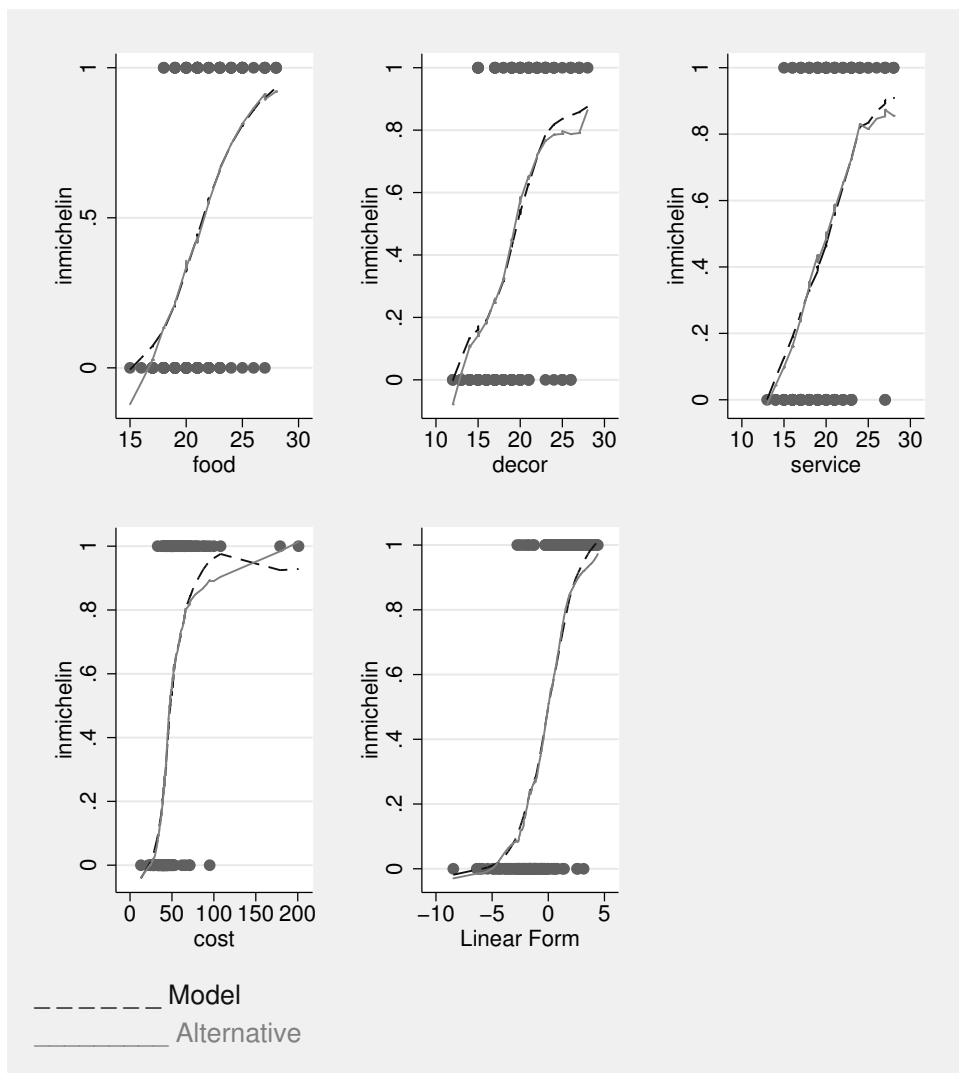 0 .5 1
inmichelin
15 20 25 30
food
0 .2 .4 .6 .8 1
inmichelin
10 15 20 25 30
decor
0 .2 .4 .6 .8 1
inmichelin
10 15 20 25 30
service
0 .2 .4 .6 .8 1
inmichelin
0 50 100 150 200
cost
0 .2 .4 .6 .8 1
inmichelin
−10 −5 0 5
Linear Form
Model
Alternative